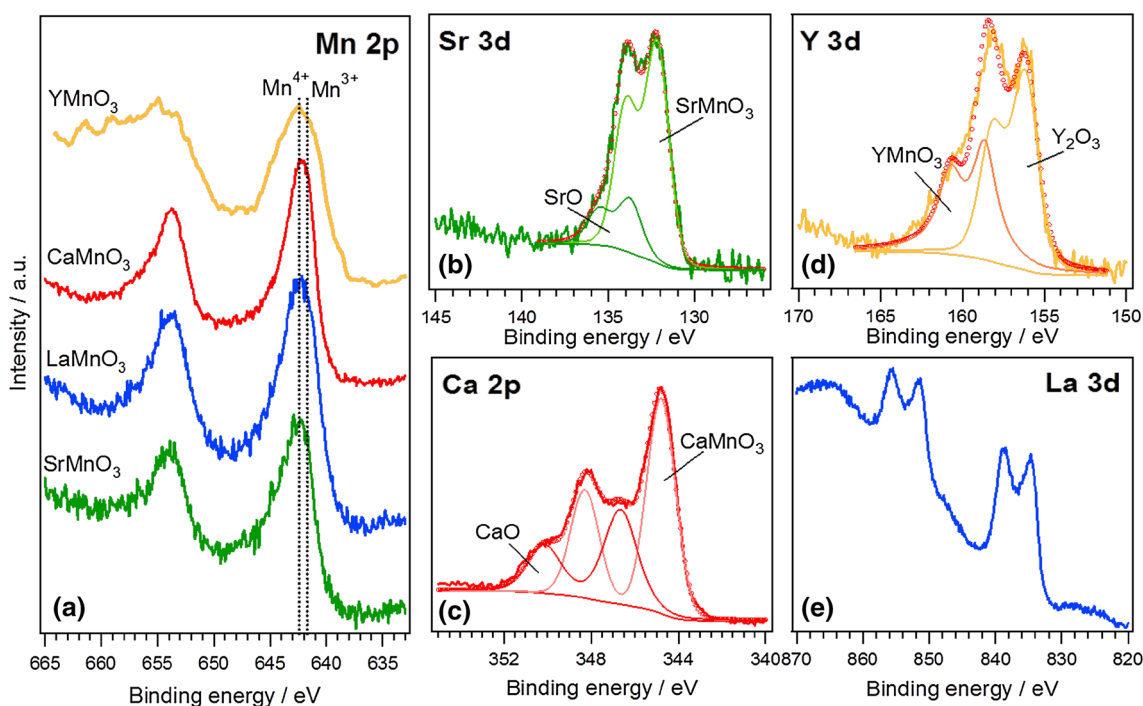 Mn 2p
Mn4+
Mn3+
YMnO3
CaMnO3
LaMnO3
SrMnO3
(a)
Intensity / a.u.
665 660 655 650 645 640 635
Binding energy / eV
Sr 3d
SrMnO3
SrO
(b)
145 140 135 130
Binding energy / eV
Ca 2p
CaMnO3
CaO
(c)
352 348 344 340
Binding energy / eV
Y 3d
YMnO3
Y2O3
(d)
170 165 160 155 150
Binding energy / eV
La 3d
(e)
870 860 850 840 830 820
Binding energy / eV